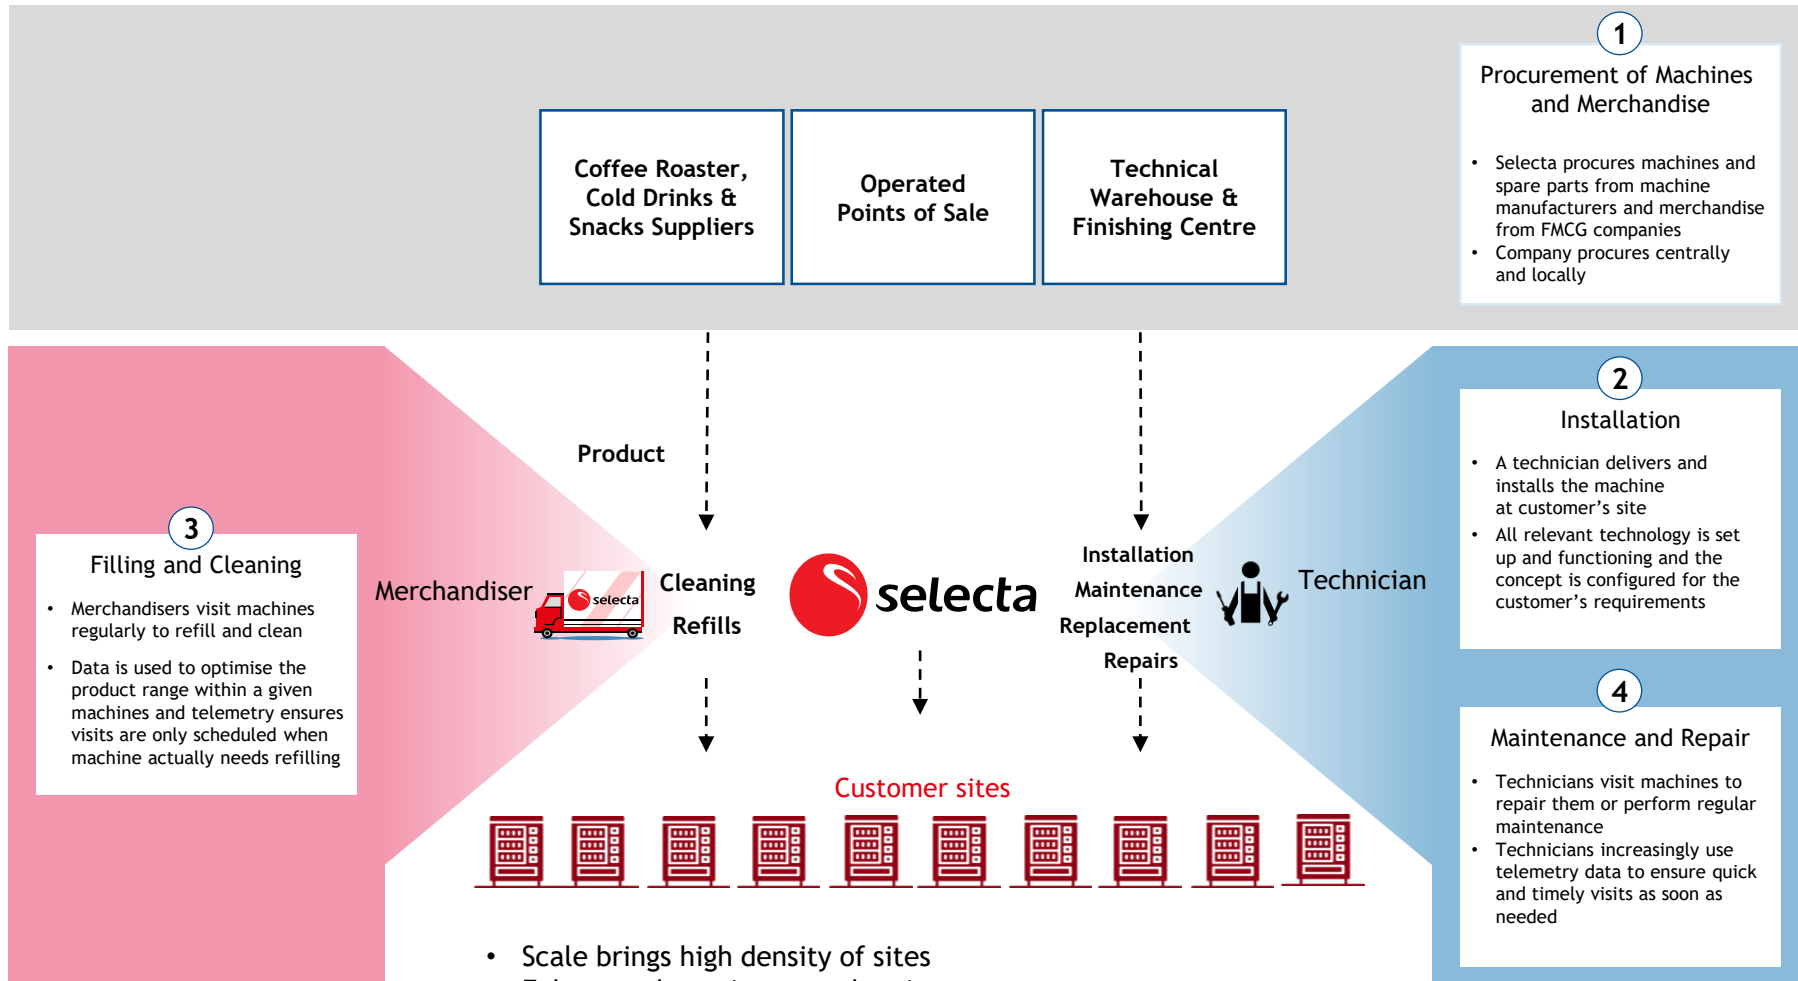 1
Procurement of Machines
and Merchandise
• Selecta procures machines and
spare parts from machine
manufacturers and merchandise
from FMCG companies
• Company procures centrally
and locally
Coffee Roaster,
Cold Drinks &
Snacks Suppliers
Operated
Points of Sale
Technical
Warehouse &
Finishing Centre
2
Installation
• A technician delivers and
installs the machine
at customer's site
• All relevant technology is set
up and functioning and the
concept is configured for the
customer's requirements
Product
3
Filling and Cleaning
• Merchandisers visit machines
regularly to refill and clean
• Data is used to optimise the
product range within a given
machines and telemetry ensures
visits are only scheduled when
machine actually needs refilling
Merchandiser
selecta
Cleaning
Refills
selecta
Installation
Maintenance
Replacement
Repairs
Technician
4
Maintenance and Repair
• Technicians visit machines to
repair them or perform regular
maintenance
• Technicians increasingly use
telemetry data to ensure quick
and timely visits as soon as
needed
Customer sites
• Scale brings high density of sites